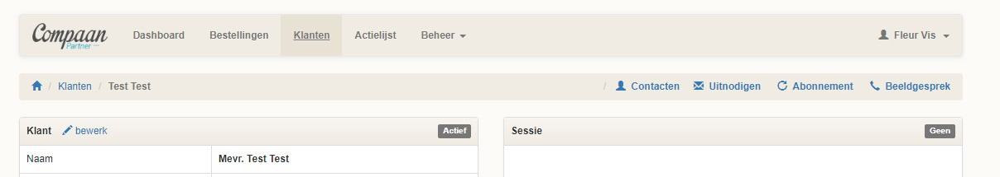 Compaan Partner Dashboard Bestellingen Klanten Actielijst Beheer Fleur Vis
/ Klanten / Test Test / Contacten Uitnodigen Abonnement Beeldgesprek
Klant bewerk Actief Sessie Geen
Naam Mevr. Test Test